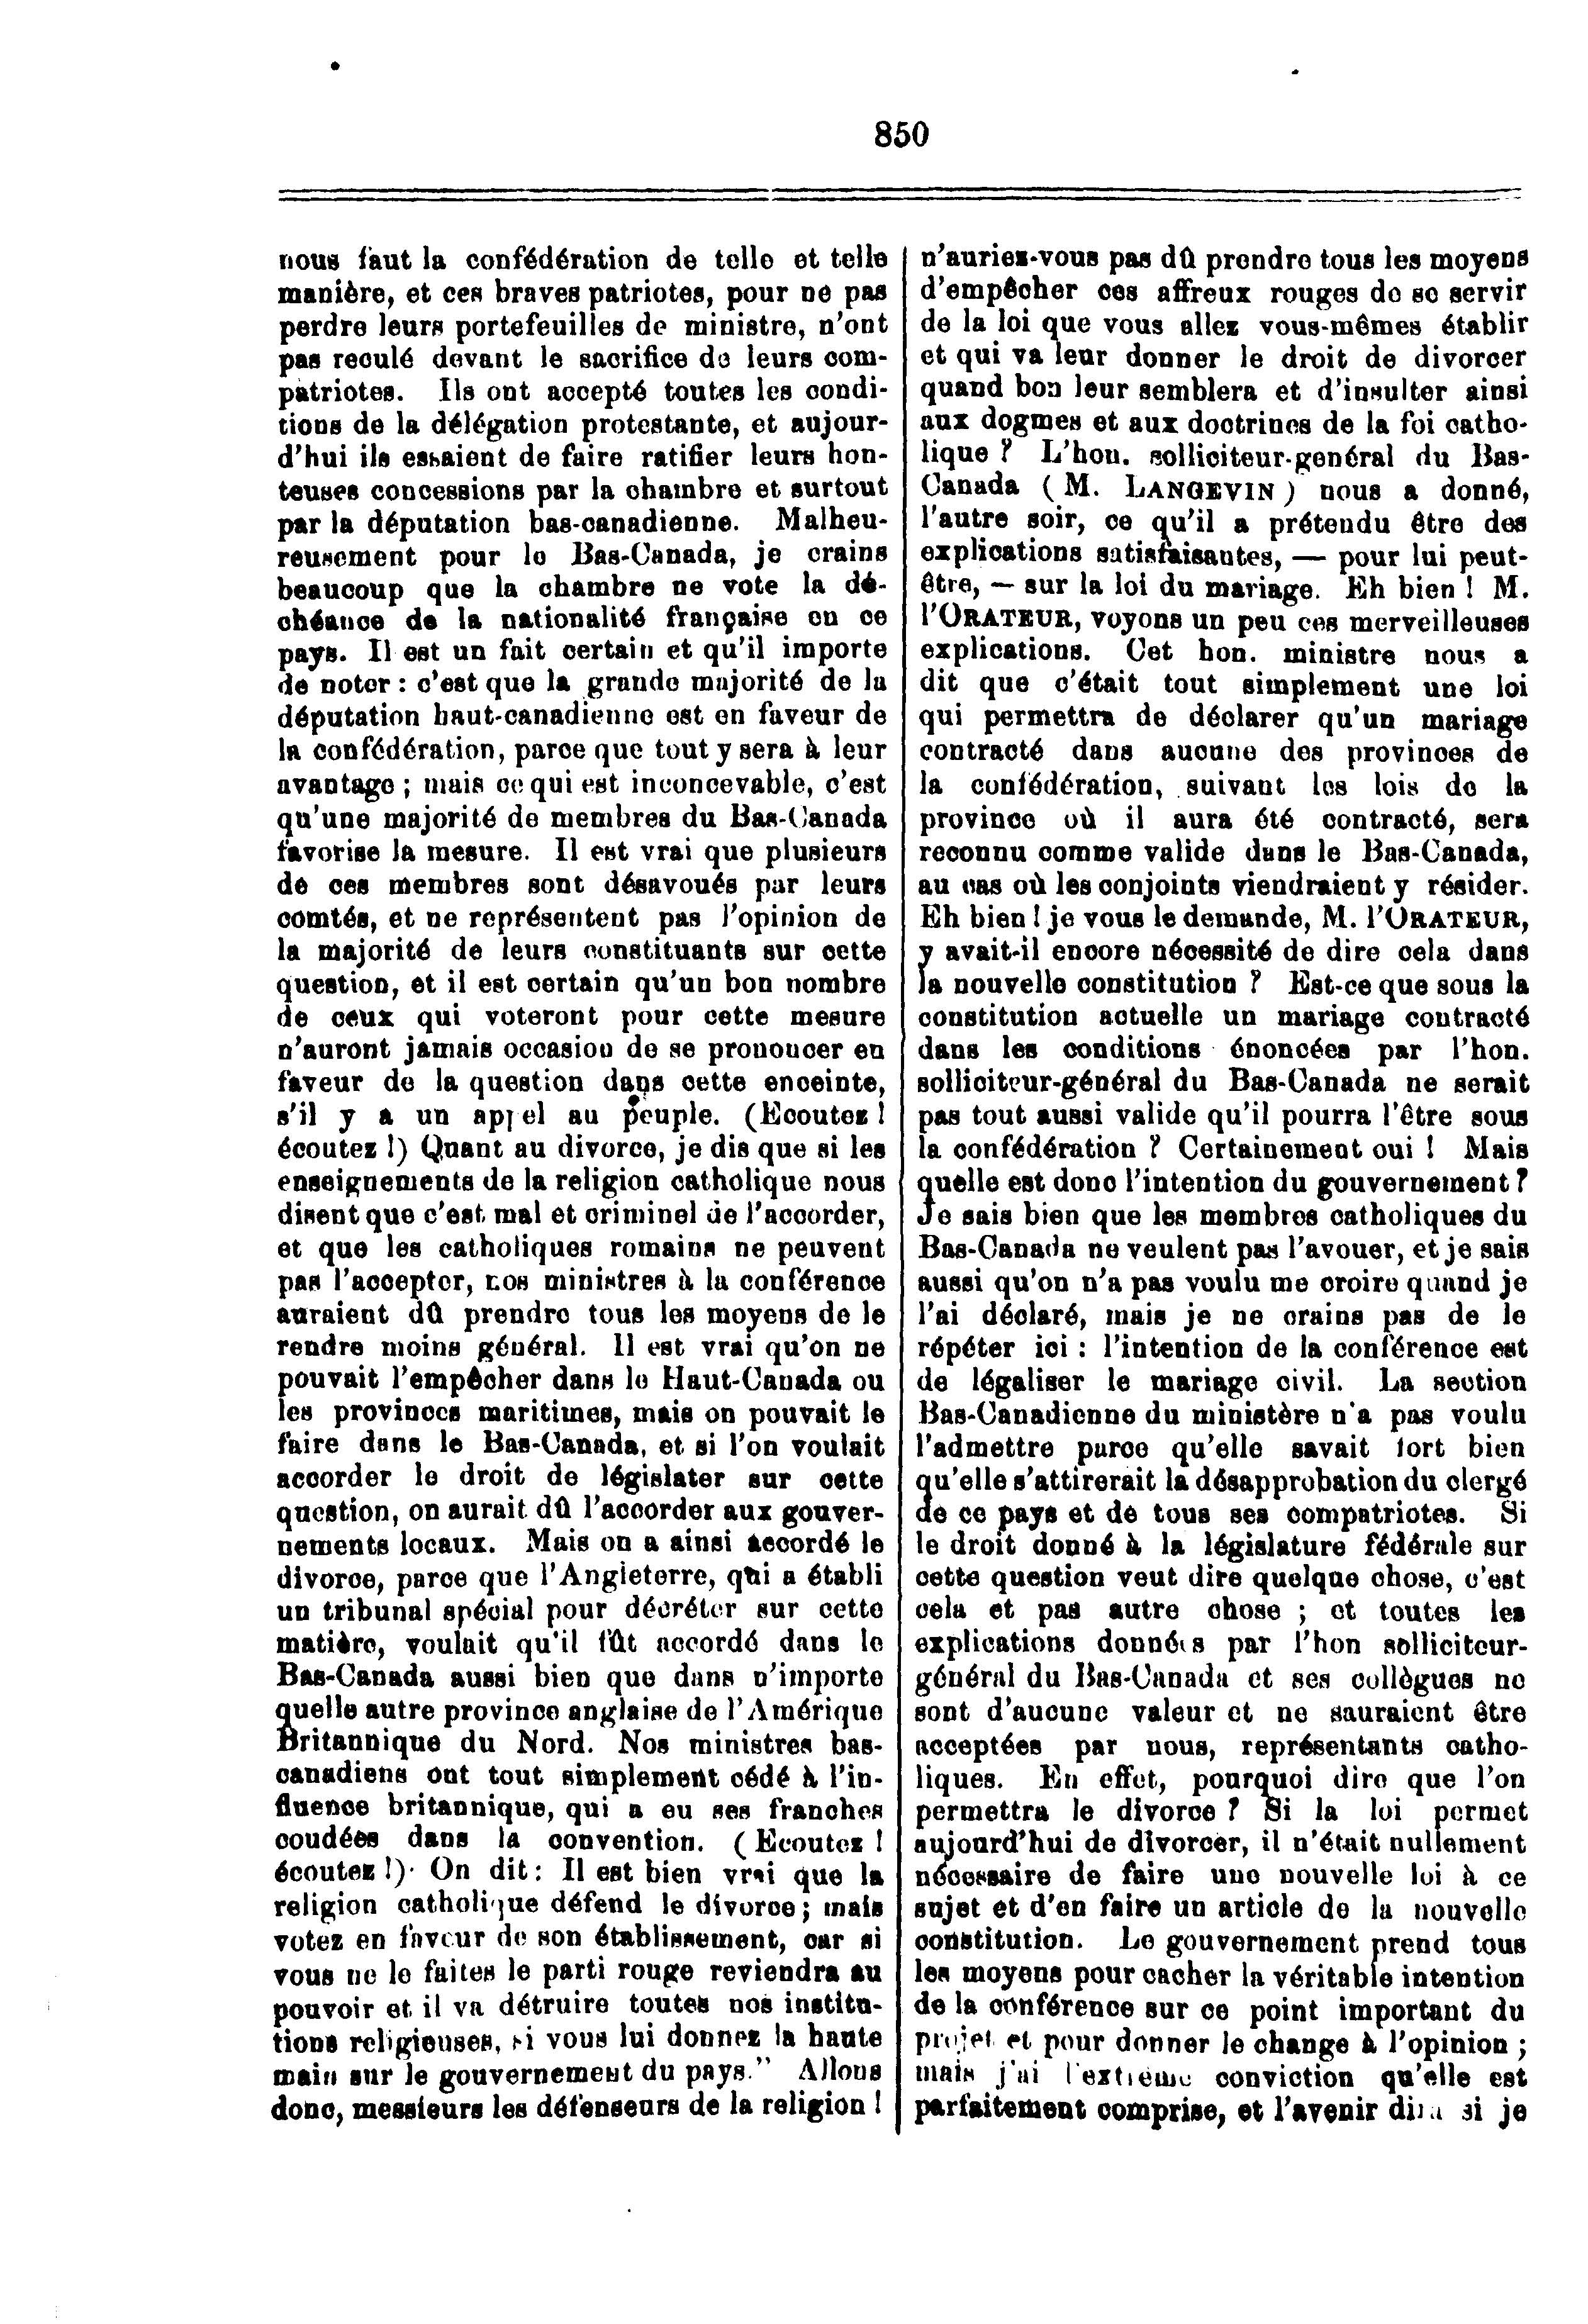 850
nous faut la confédération de telle et telle
manière, et ces braves patriotes, pour ne pas
perdre leurs portefeuilles de ministre, n'ont
pas reculé devant le sacrifice de leurs com-
patriotes. Ils ont accepté toutes les condi-
tions de la délégation protestante, et aujour-
d'hui ils essaient de faire ratifier leurs hon-
teuses concessions par la chambre et surtout
par la députation bas-canadienne. Malheu-
reusement pour le Bas-Canada, je crains
beaucoup que la chambre ne vote la dé-
chéance de la nationalité française en ce
pays. Il est un fait certain et qu'il importe
de noter : c'est que la grande majorité de la
députation haut-canadienne est en faveur de
la confédération, parce que tout y sera à leur
avantage ; mais ce qui est inconcevable, c'est
qu'une majorité de membres du Bas-Canada
favorise la mesure. Il est vrai que plusieurs
de ces membres sont désavoués par leurs
comtés, et ne représentent pas l'opinion de
la majorité de leurs constituants sur cette
question, et il est certain qu'un bon nombre
de ceux qui voteront pour cette mesure
n'auront jamais occasion de se prononcer en
faveur de la question dans cette enceinte,
s'il y a un appel au peuple. (Ecoutez !
écoutez !) Quant au divorce, je dis que si les
enseignements de la religion catholique nous
disent que c'est mal et criminel de l'accorder,
et que les catholiques romains ne peuvent
pas l'accepter, nos ministres à la conférence
auraient dû prendre tous les moyens de le
rendre moins général. Il est vrai qu'on ne
pouvait l'empêcher dans le Haut-Canada ou
les provinces maritimes, mais on pouvait le
faire dans le Bas-Canada, et si l'on voulait
accorder le droit de législater sur cette
question, on aurait dû l'accorder aux gouver-
nements locaux. Mais on a ainsi accordé le
divorce, parce que l'Angleterre, qui a établi
un tribunal spécial pour décréter sur cette
matière, voulait qu'il fût accordé dans le
Bas-Canada aussi bien que dans n'importe
quelle autre province anglaise de l'Amérique
Britannique du Nord. Nos ministres bas-
canadiens ont tout simplement cédé à l'in-
fluence britannique, qui a eu ses franches
coudées dans la convention. (Ecoutez !
écoutez !) On dit : Il est bien vrai que la
religion catholique défend le divorce ; mais
votez en faveur de son établissement, car si
vous ne le faites le parti rouge reviendra au
pouvoir et il va détruire toutes nos institu-
tions religieuses, si vous lui donnez la haute
main sur le gouvernement du pays." Allons
donc, messieurs les défenseurs de la religion !
n'auriez-vous pas dû prendre tous les moyens
d'empêcher ces affreux rouges de se servir
de la loi que vous allez vous-mêmes établir
et qui va leur donner le droit de divorcer
quand bon leur semblera et d'insulter ainsi
aux dogmes et aux doctrines de la foi catho-
lique ? L'hon. solliciteur-général du Bas-
Canada (M. LANGEVIN) nous a donné,
l'autre soir, ce qu'il a prétendu être des
explications satisfaisantes, — pour lui peut-
être, — sur la loi du mariage. Eh bien ! M.
l'ORATEUR, voyons un peu ces merveilleuses
explications. Cet hon. ministre nous a
dit que c'était tout simplement une loi
qui permettra de déclarer qu'un mariage
contracté dans aucune des provinces de
la confédération, suivant les lois de la
province où il aura été contracté, sera
reconnu comme valide dans le Bas-Canada,
au cas où les conjoints viendraient y résider.
Eh bien ! je vous le demande, M. l'ORATEUR,
y avait-il encore nécessité de dire cela dans
la nouvelle constitution ? Est-ce que sous la
constitution actuelle un mariage contracté
dans les conditions énoncées par l'hon.
solliciteur-général du Bas-Canada ne serait
pas tout aussi valide qu'il pourra l'être sous
la confédération ? Certainement oui ! Mais
quelle est donc l'intention du gouvernement ?
Je sais bien que les membres catholiques du
Bas-Canada ne veulent pas l'avouer, et je sais
aussi qu'on n'a pas voulu me croire quand je
l'ai déclaré, mais je ne crains pas de le
répéter ici : l'intention de la conférence est
de légaliser le mariage civil. La section
Bas-Canadienne du ministère n'a pas voulu
l'admettre parce qu'elle savait fort bien
qu'elle s'attirerait la désapprobation du clergé
de ce pays et de tous ses compatriotes. Si
le droit donné à la législature fédérale sur
cette question veut dire quelque chose, c'est
cela et pas autre chose ; et toutes les
explications données par l'hon solliciteur-
général du Bas-Canada et ses collègues ne
sont d'aucune valeur et ne sauraient être
acceptées par nous, représentants catho-
liques. En effet, pourquoi dire que l'on
permettra le divorce ? Si la loi permet
aujourd'hui de divorcer, il n'était nullement
nécessaire de faire une nouvelle loi à ce
sujet et d'en faire un article de la nouvelle
constitution. Le gouvernement prend tous
les moyens pour cacher la véritable intention
de la conférence sur ce point important du
projet et pour donner le change à l'opinion ;
mais j'ai l'extrême conviction qu'elle est
parfaitement comprise, et l'avenir dira si je